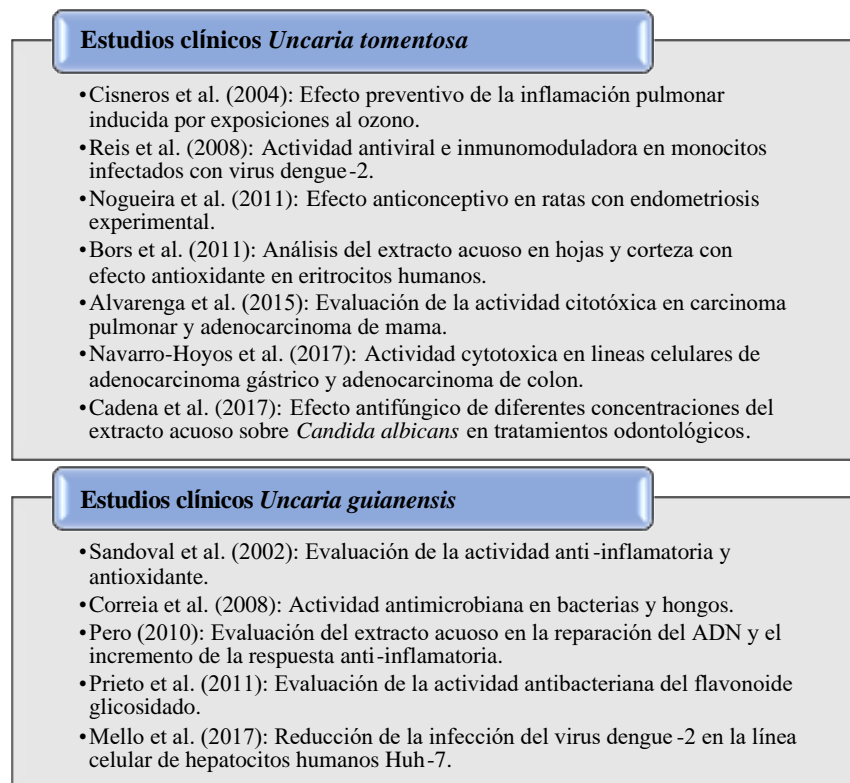 Estudios clínicos Uncaria tomentosa
•Cisneros et al. (2004): Efecto preventivo de la inflamación pulmonar
inducida por exposiciones al ozono.
•Reis et al. (2008): Actividad antiviral e inmunomoduladora en monocitos
infectados con virus dengue-2.
•Nogueira et al. (2011): Efecto anticonceptivo en ratas con endometriosis
experimental.
•Bors et al. (2011): Análisis del extracto acuoso en hojas y corteza con
efecto antioxidante en eritrocitos humanos.
•Alvarenga et al. (2015): Evaluación de la actividad citotóxica en carcinoma
pulmonar y adenocarcinoma de mama.
•Navarro-Hoyos et al. (2017): Actividad cytotoxica en lineas celulares de
adenocarcinoma gástrico y adenocarcinoma de colon.
•Cadena et al. (2017): Efecto antifúngico de diferentes concentraciones del
extracto acuoso sobre Candida albicans en tratamientos odontológicos.
Estudios clínicos Uncaria guianensis
•Sandoval et al. (2002): Evaluación de la actividad anti-inflamatoria y
antioxidante.
•Correia et al. (2008): Actividad antimicrobiana en bacterias y hongos.
•Pero (2010): Evaluación del extracto acuoso en la reparación del ADN y el
incremento de la respuesta anti-inflamatoria.
•Prieto et al. (2011): Evaluación de la actividad antibacteriana del flavonoide
glicosidado.
•Mello et al. (2017): Reducción de la infección del virus dengue-2 en la línea
celular de hepatocitos humanos Huh-7.